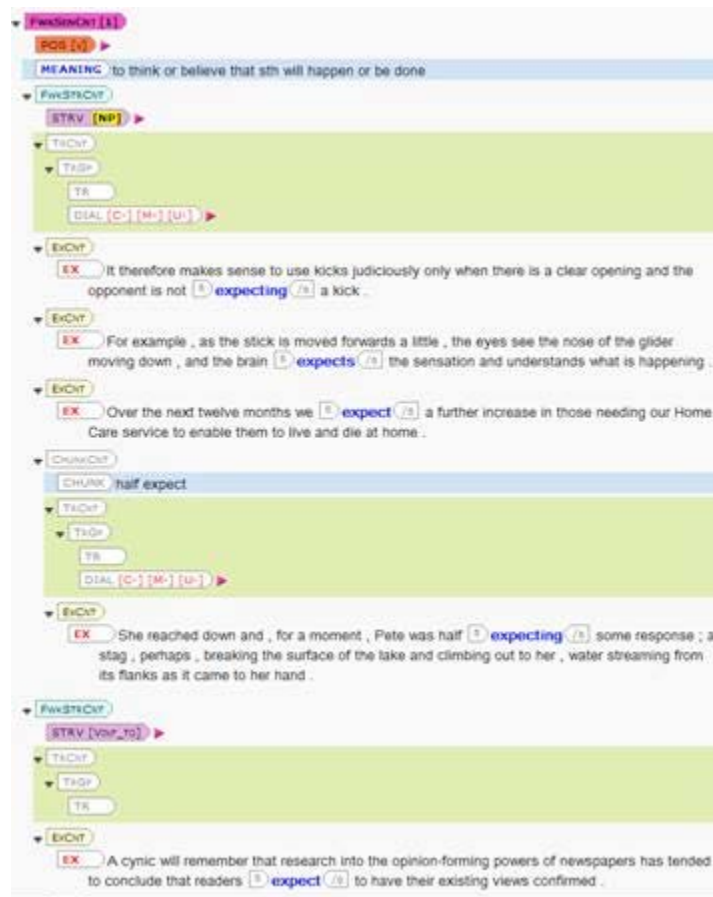 FwkSenCnt [1]
POS [v]
MEANING to think or believe that sth will happen or be done
FwkStrCnt
STRV [NP]
TrCnt
TrGr
TR
DIAL [C-] [M-] [U-]
ExCnt
EX It therefore makes sense to use kicks judiciously only when there is a clear opening and the
opponent is not s expecting /s a kick .
ExCnt
EX For example , as the stick is moved forwards a little , the eyes see the nose of the glider
moving down , and the brain s expects /s the sensation and understands what is happening .
ExCnt
EX Over the next twelve months we s expect /s a further increase in those needing our Home
Care service to enable them to live and die at home .
ChunkCnt
CHUNK half expect
TrCnt
TrGr
TR
DIAL [C-] [M-] [U-]
ExCnt
EX She reached down and , for a moment , Pete was half s expecting /s some response ; a
stag , perhaps , breaking the surface of the lake and climbing out to her , water streaming from
its flanks as it came to her hand .
FwkStrCnt
STRV [Vinf_to]
TrCnt
TrGr
TR
ExCnt
EX A cynic will remember that research into the opinion-forming powers of newspapers has tended
to conclude that readers s expect /s to have their existing views confirmed .